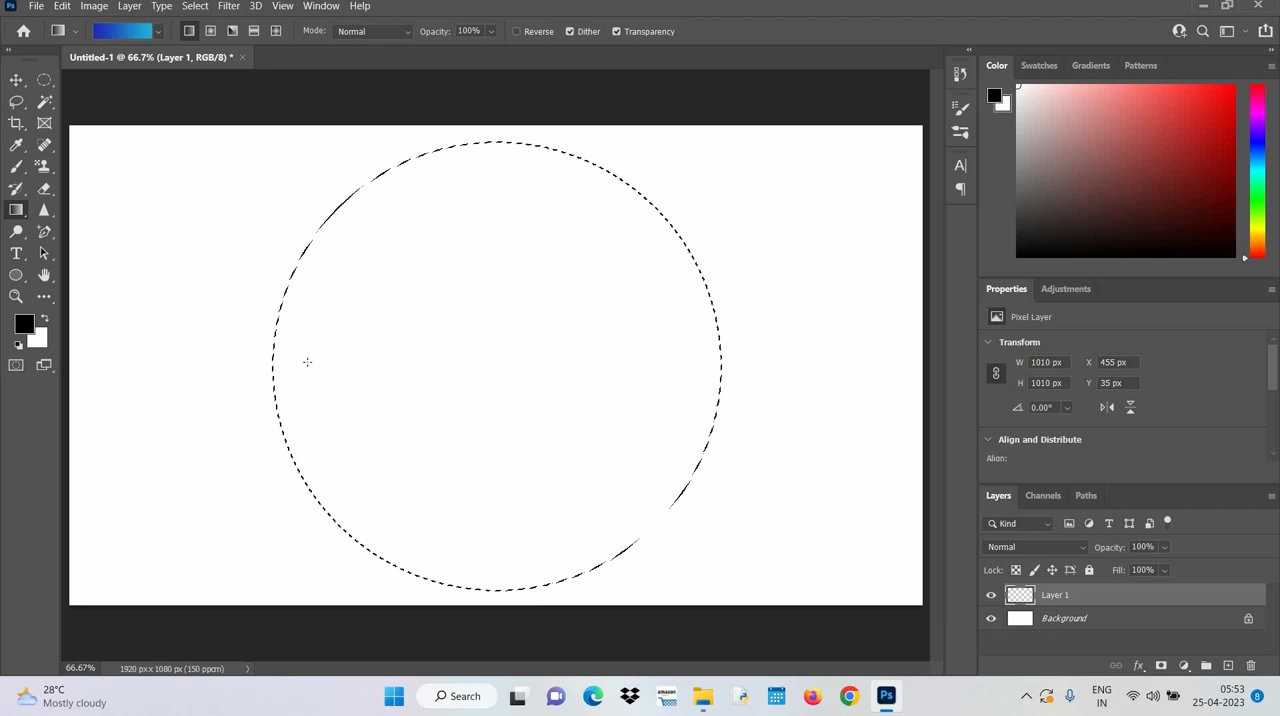 Ps File Edit Image Layer Type Select Filter 3D View Window Help
Mode: Normal Opacity: 100% Reverse Dither Transparency
Untitled-1 @ 66.7% (Layer 1, RGB/8) *
Color Swatches Gradients Patterns
Properties Adjustments
Pixel Layer
Transform
W 1010 px X 455 px
H 1010 px Y 35 px
0.00°
Align and Distribute
Align:
Layers Channels Paths
Kind
Normal Opacity: 100%
Lock: Fill: 100%
Layer 1
Background
66.67% 1920 px x 1080 px (150 ppcm)
28°C
Mostly cloudy
Search
amazon
Ps
ENG
IN
05:53
25-04-2023
8